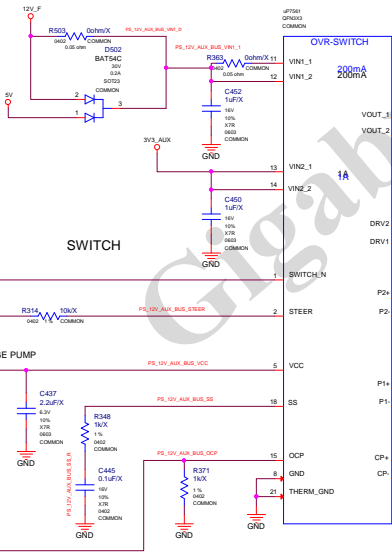 12V_F
R503
0ohm/X
0402
COMMON
0.05 ohm
PS_12V_AUX_BUS_VIN1_D
D502
BAT54C
30V
0.2A
SOT23
COMMON
5V
2
1
3
PS_12V_AUX_BUS_VIN1_1
R363
0ohm/X
0402
COMMON
0.05 ohm
11
12
C452
1uF/X
16V
10%
X7R
0603
COMMON
GND
3V3_AUX
13
14
C450
1uF/X
16V
10%
X7R
0603
COMMON
GND
uP7561
QFN3X3
COMMON
OVR-SWITCH
VIN1_1
VIN1_2
200mA
200mA
VOUT_1
VOUT_2
VIN2_1
VIN2_2
1A
1A
DRV2
DRV1
SWITCH
1
SWITCH_N
R314
10k/X
0402
1 %
COMMON
PS_12V_AUX_BUS_STEER
2
STEER
P2+
P2-
GE PUMP
PS_12V_AUX_BUS_VCC
5
VCC
C437
2.2uF/X
6.3V
10%
X7R
0603
COMMON
GND
R348
1k/X
1 %
0402
COMMON
PS_12V_AUX_BUS_SS
18
SS
P1+
P1-
PS_12V_AUX_BUS_SS_R
C445
0.1uF/X
16V
10%
X7R
0402
COMMON
GND
PS_12V_AUX_BUS_OCP
15
OCP
R371
1k/X
1 %
0402
COMMON
GND
8
GND
21
THERM_GND
GND
CP+
CP-
Gigab